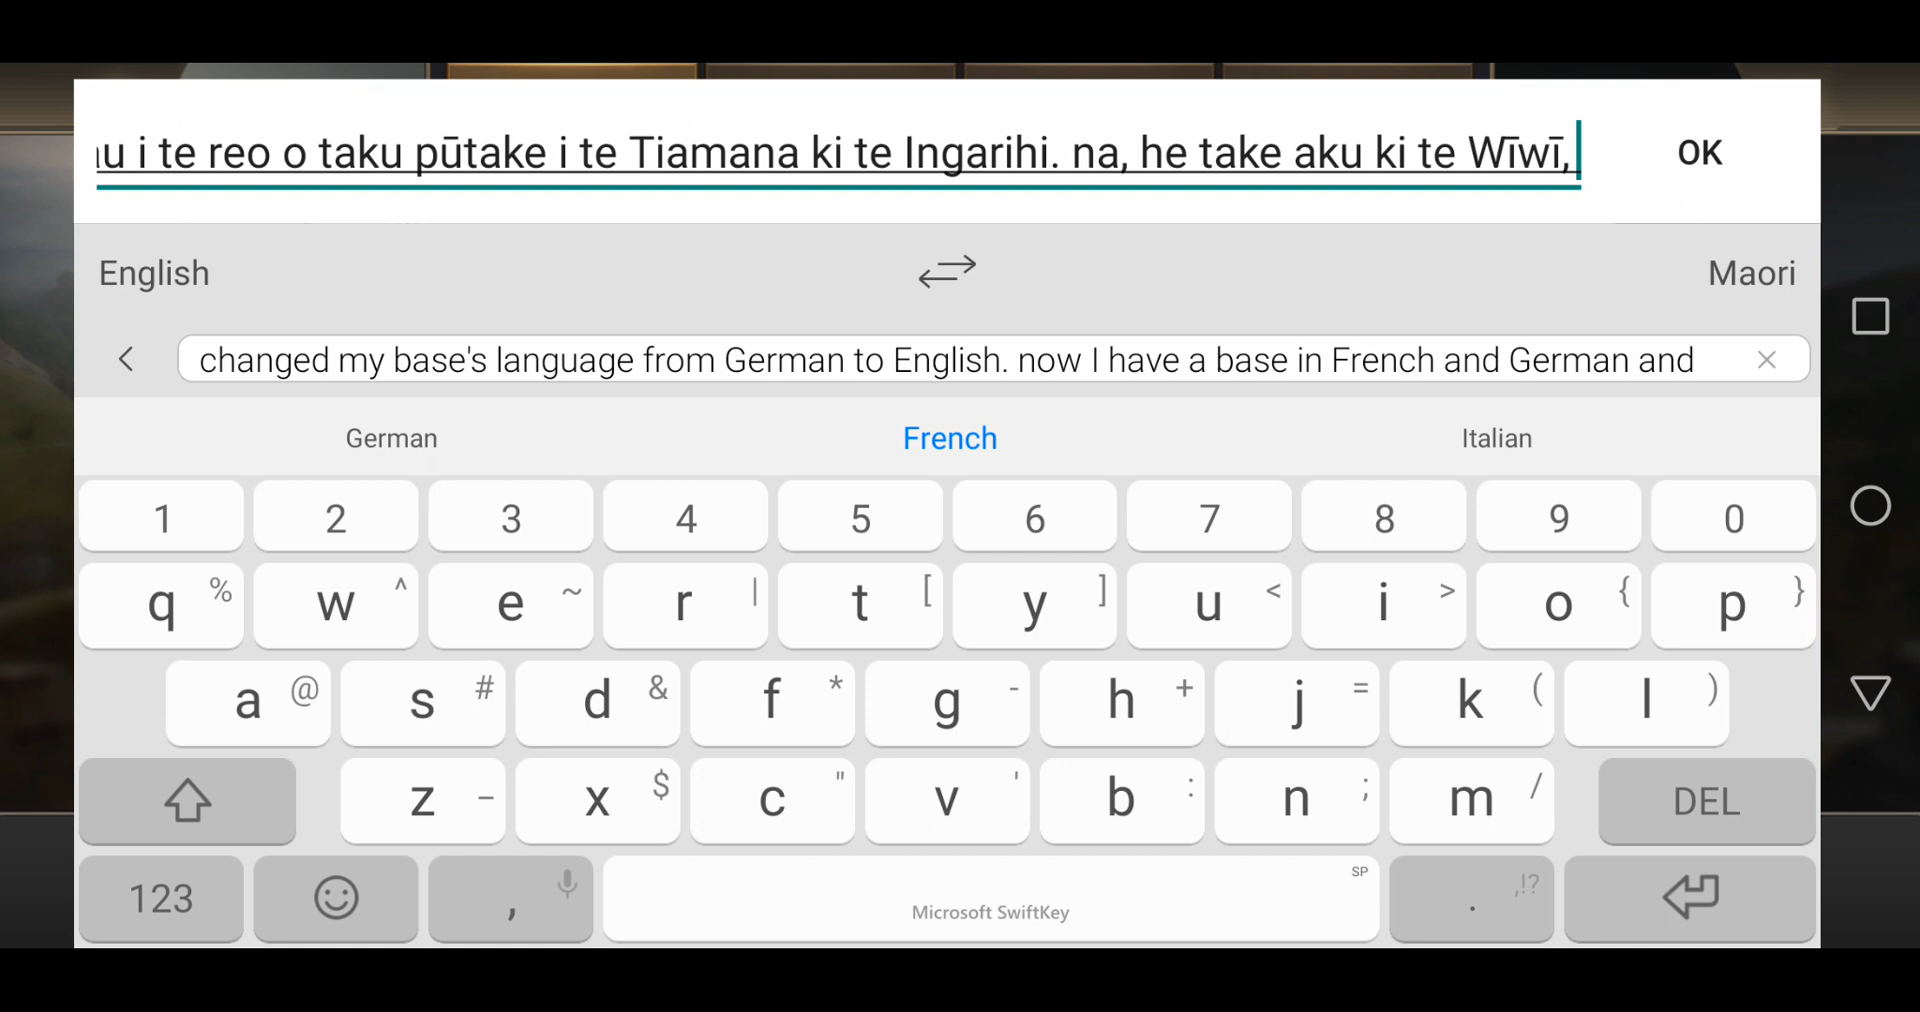 u i te reo o taku pūtake i te Tiamana ki te Ingarihi. na, he take aku ki te Wīwī,
OK
English
Maori
changed my base's language from German to English. now I have a base in French and German and
German French Italian
1 2 3 4 5 6 7 8 9 0
q % w ^ e ~ r | t [ y ] u < i > o { p }
a @ s # d & f * g - h + j = k ( l )
z _ x $ c " v ' b : n ; m / DEL
123 , SP . ,!?
Microsoft SwiftKey